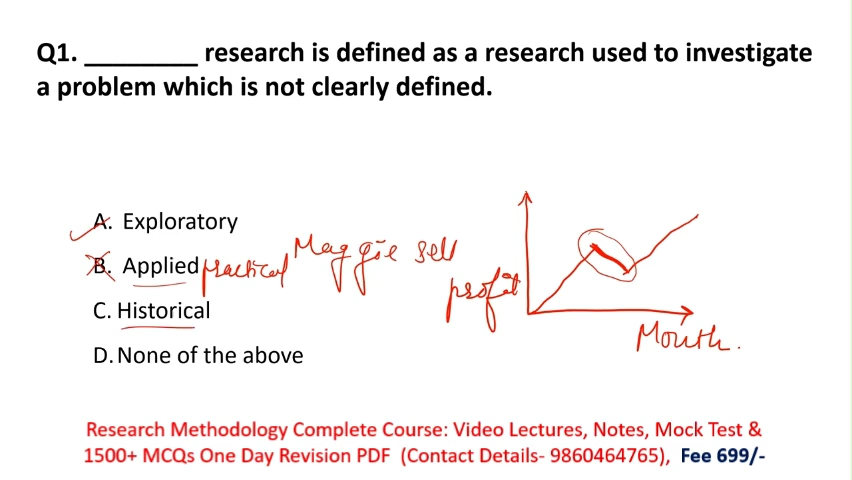 Q1. ________ research is defined as a research used to investigate
a problem which is not clearly defined.
A. Exploratory
B. Applied practical Maggie sell
profit
C. Historical
Month.
D. None of the above
Research Methodology Complete Course: Video Lectures, Notes, Mock Test &
1500+ MCQs One Day Revision PDF (Contact Details- 9860464765), Fee 699/-